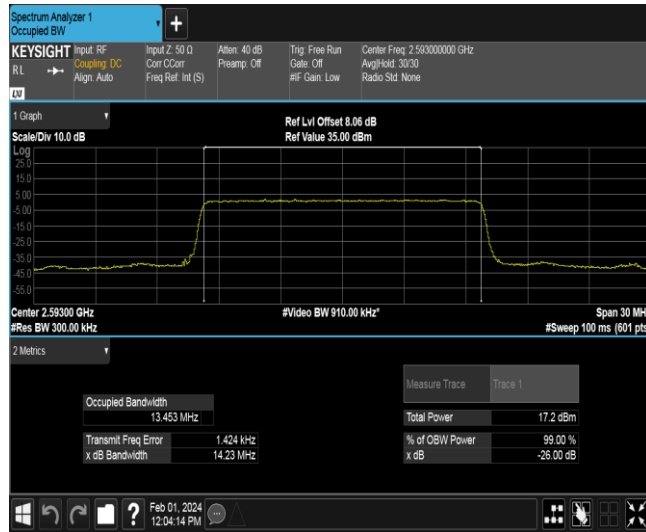 Spectrum Analyzer 1
Occupied BW
+
KEYSIGHT
RL
LXI
Input: RF
Coupling: DC
Align: Auto
Input Z: 50 Ω
Corr CCorr
Freq Ref: Int (S)
Atten: 40 dB
Preamp: Off
Trig: Free Run
Gate: Off
#IF Gain: Low
Center Freq: 2.593000000 GHz
Avg|Hold: 30/30
Radio Std: None
1 Graph
Scale/Div 10.0 dB
Ref Lvl Offset 8.06 dB
Ref Value 35.00 dBm
Log
25.0
15.0
5.00
-5.00
-15.0
-25.0
-35.0
-45.0
-55.0
Center 2.59300 GHz
#Video BW 910.00 kHz*
Span 30 MH
#Res BW 300.00 kHz
#Sweep 100 ms (601 pts
2 Metrics
Measure Trace Trace 1
Occupied Bandwidth
13.453 MHz
Total Power 17.2 dBm
Transmit Freq Error 1.424 kHz
% of OBW Power 99.00 %
x dB Bandwidth 14.23 MHz
x dB -26.00 dB
?
Feb 01, 2024
12:04:14 PM